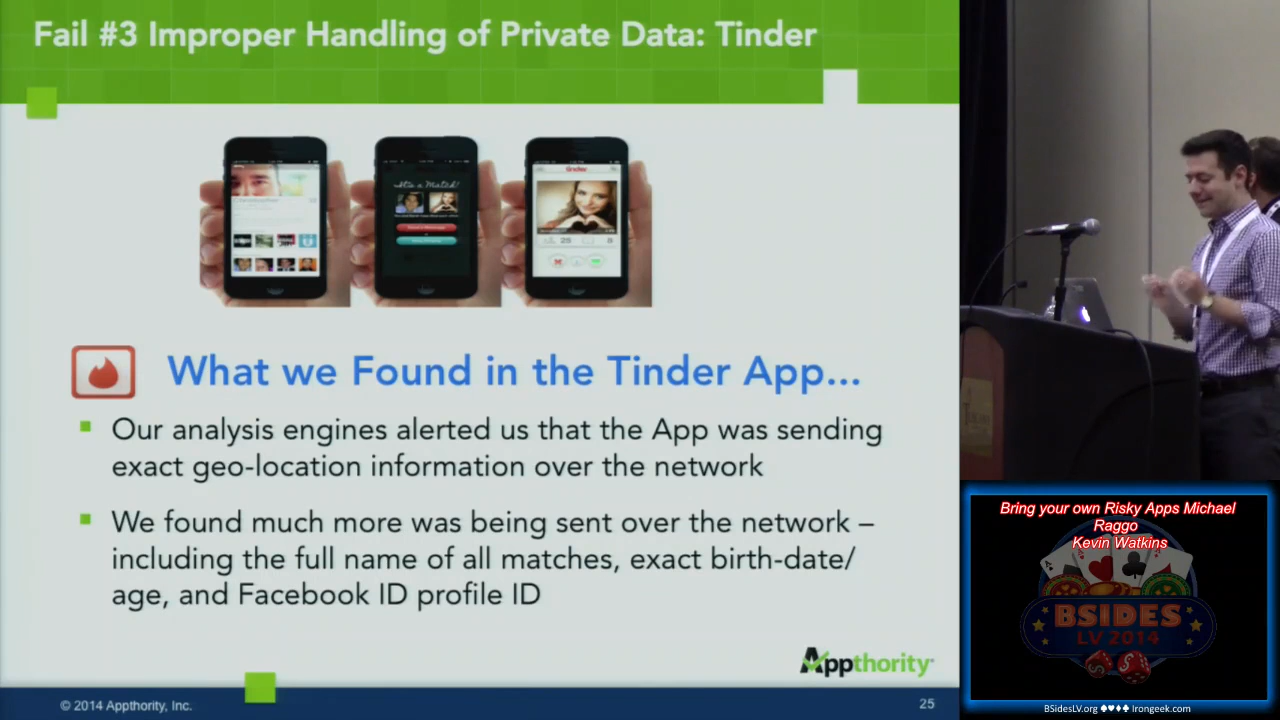 Fail #3 Improper Handling of Private Data: Tinder
It's a Match!
tinder
What we Found in the Tinder App...
Our analysis engines alerted us that the App was sending
exact geo-location information over the network
We found much more was being sent over the network –
including the full name of all matches, exact birth-date/
age, and Facebook ID profile ID
Appthority
© 2014 Appthority, Inc.
25
Bring your own Risky Apps Michael
Raggo
Kevin Watkins
BSIDES
LV 2014
BSidesLV.org ♠♥♦♣ Irongeek.com